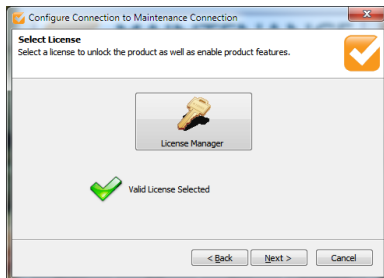 Configure Connection to Maintenance Connection
Select License
Select a license to unlock the product as well as enable product features.
License Manager
Valid License Selected
< Back
Next >
Cancel